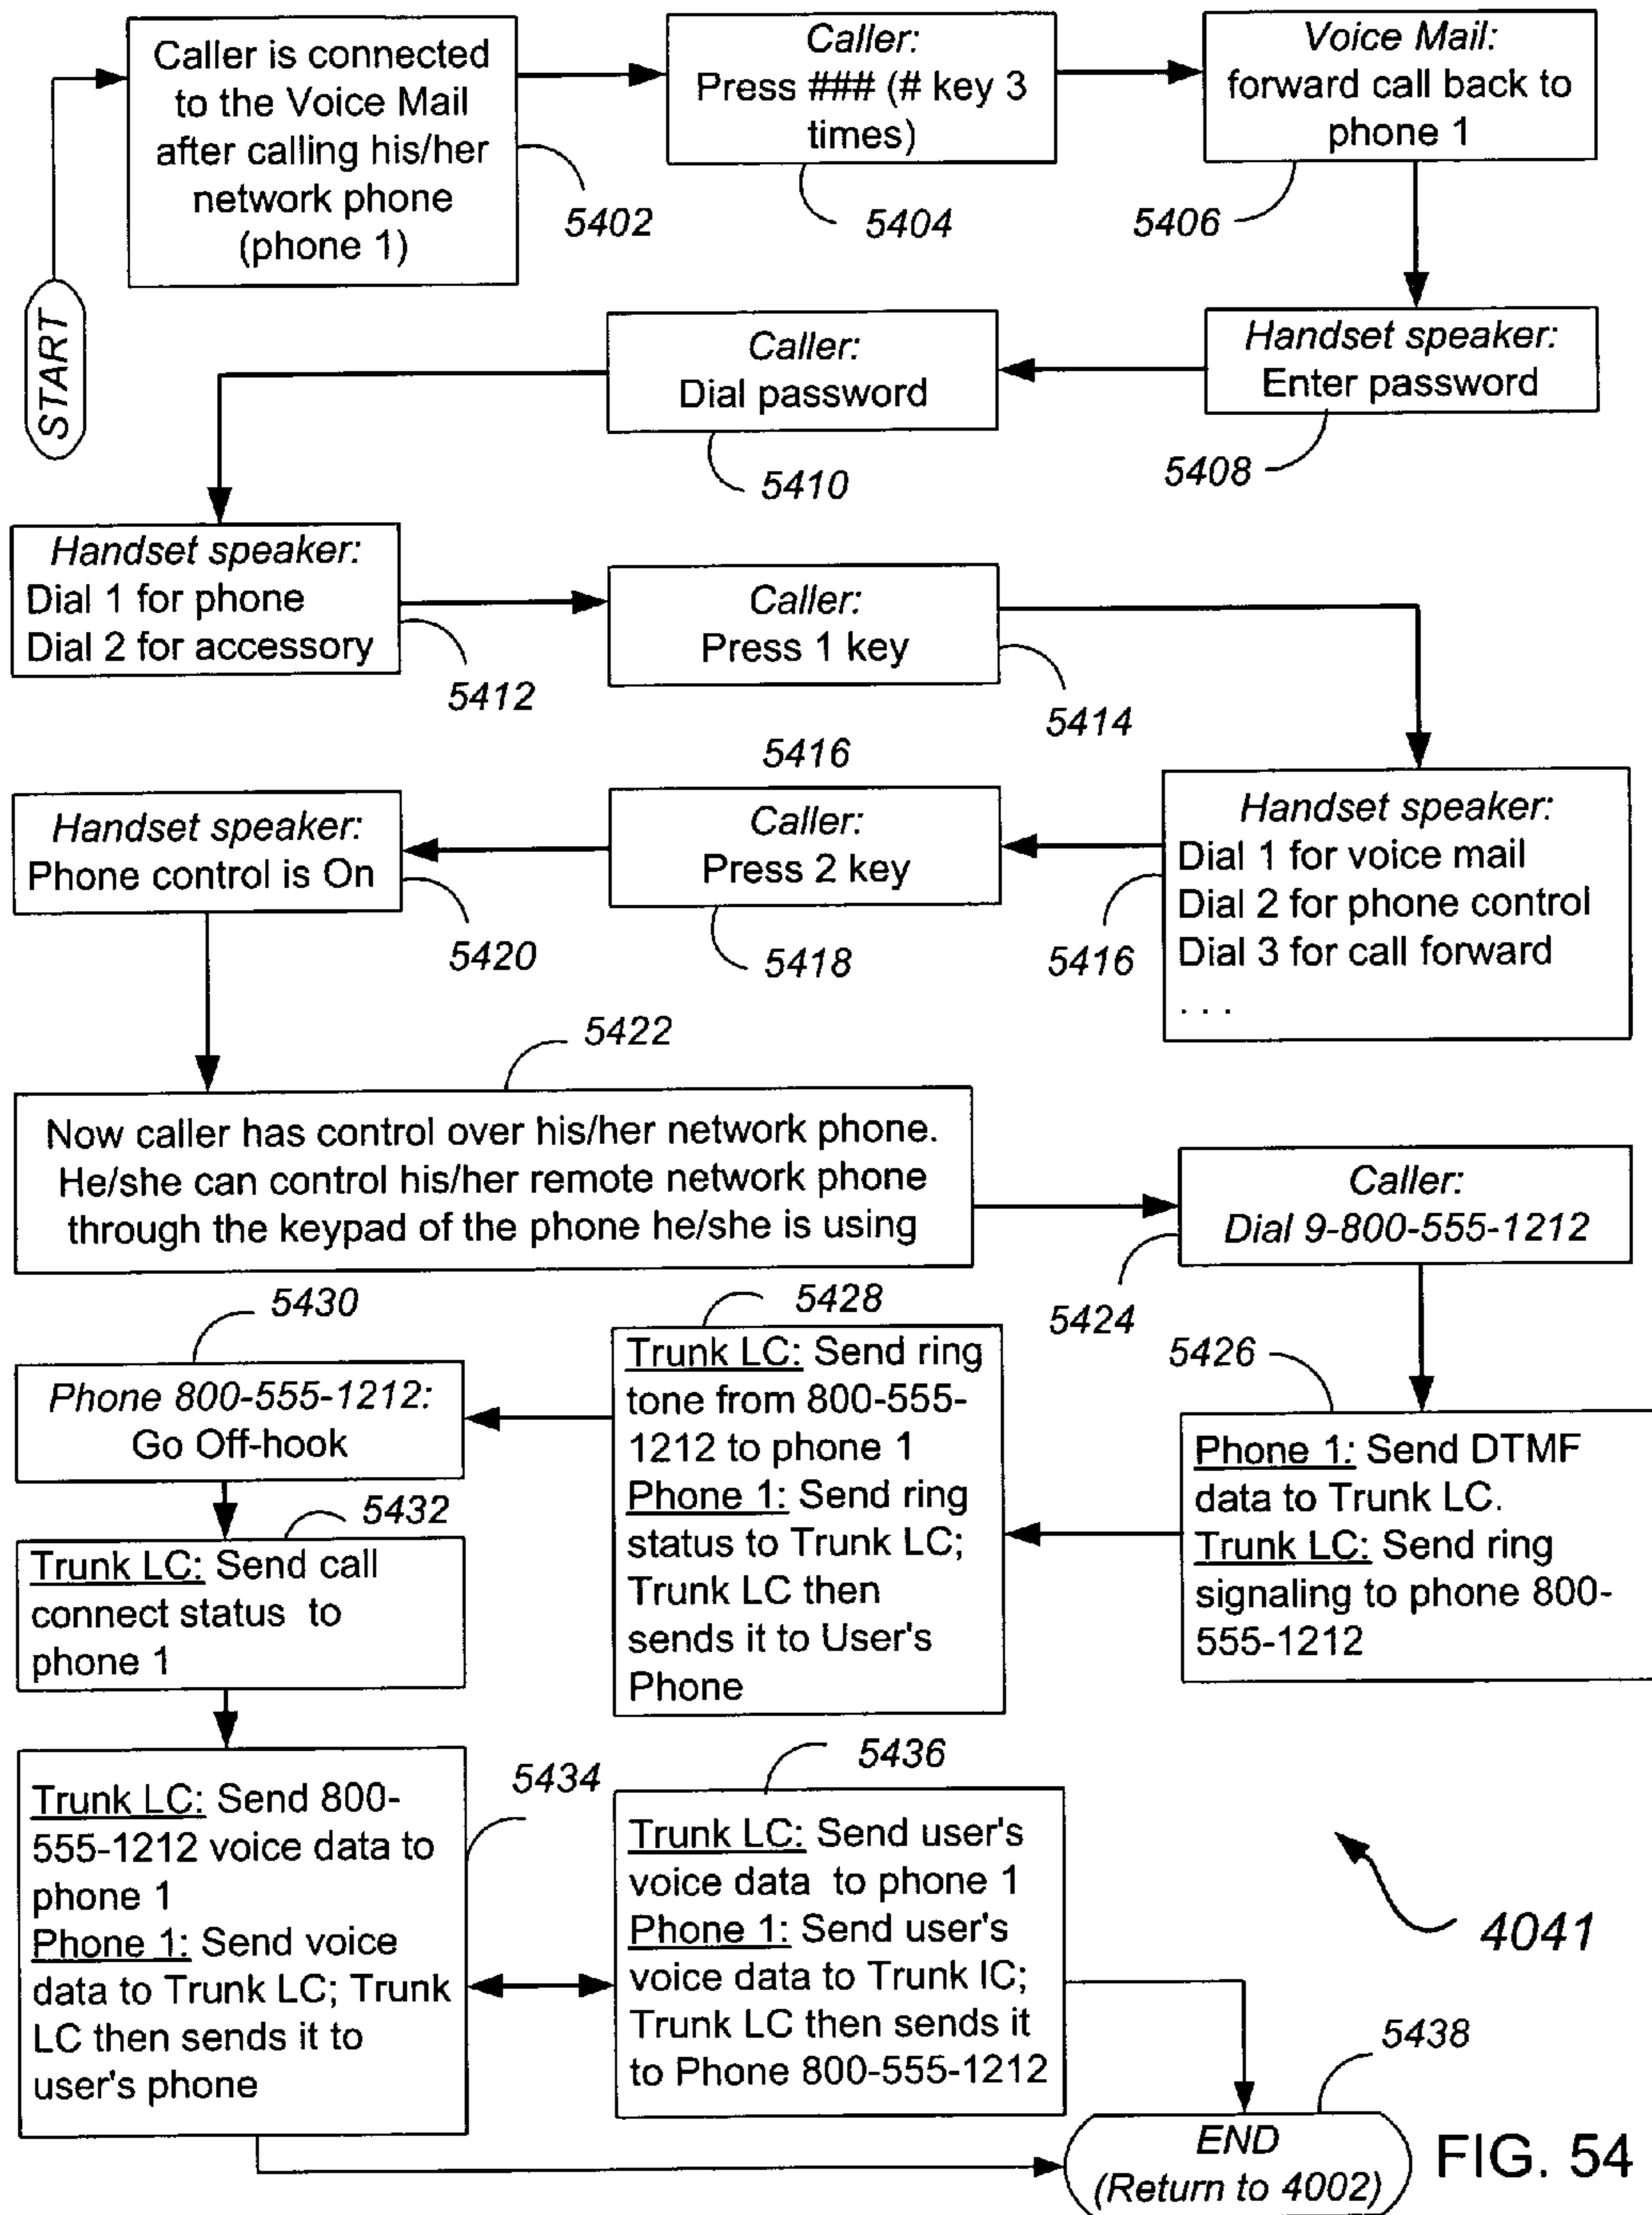 START
Caller is connected
to the Voice Mail
after calling his/her
network phone
(phone 1)
5402
Caller:
Press ### (# key 3
times)
5404
Voice Mail:
forward call back to
phone 1
5406
Handset speaker:
Enter password
5408
Caller:
Dial password
5410
Handset speaker:
Dial 1 for phone
Dial 2 for accessory
5412
Caller:
Press 1 key
5414
5416
Handset speaker:
Dial 1 for voice mail
Dial 2 for phone control
Dial 3 for call forward
. . .
5416
Caller:
Press 2 key
5418
Handset speaker:
Phone control is On
5420
5422
Now caller has control over his/her network phone.
He/she can control his/her remote network phone
through the keypad of the phone he/she is using
Caller:
Dial 9-800-555-1212
5424
5426
Phone 1: Send DTMF
data to Trunk LC.
Trunk LC: Send ring
signaling to phone 800-
555-1212
5428
Trunk LC: Send ring
tone from 800-555-
1212 to phone 1
Phone 1: Send ring
status to Trunk LC;
Trunk LC then
sends it to User's
Phone
5430
Phone 800-555-1212:
Go Off-hook
5432
Trunk LC: Send call
connect status to
phone 1
5434
Trunk LC: Send 800-
555-1212 voice data to
phone 1
Phone 1: Send voice
data to Trunk LC; Trunk
LC then sends it to
user's phone
5436
Trunk LC: Send user's
voice data to phone 1
Phone 1: Send user's
voice data to Trunk IC;
Trunk LC then sends it
to Phone 800-555-1212
4041
5438
END
(Return to 4002)
FIG. 54